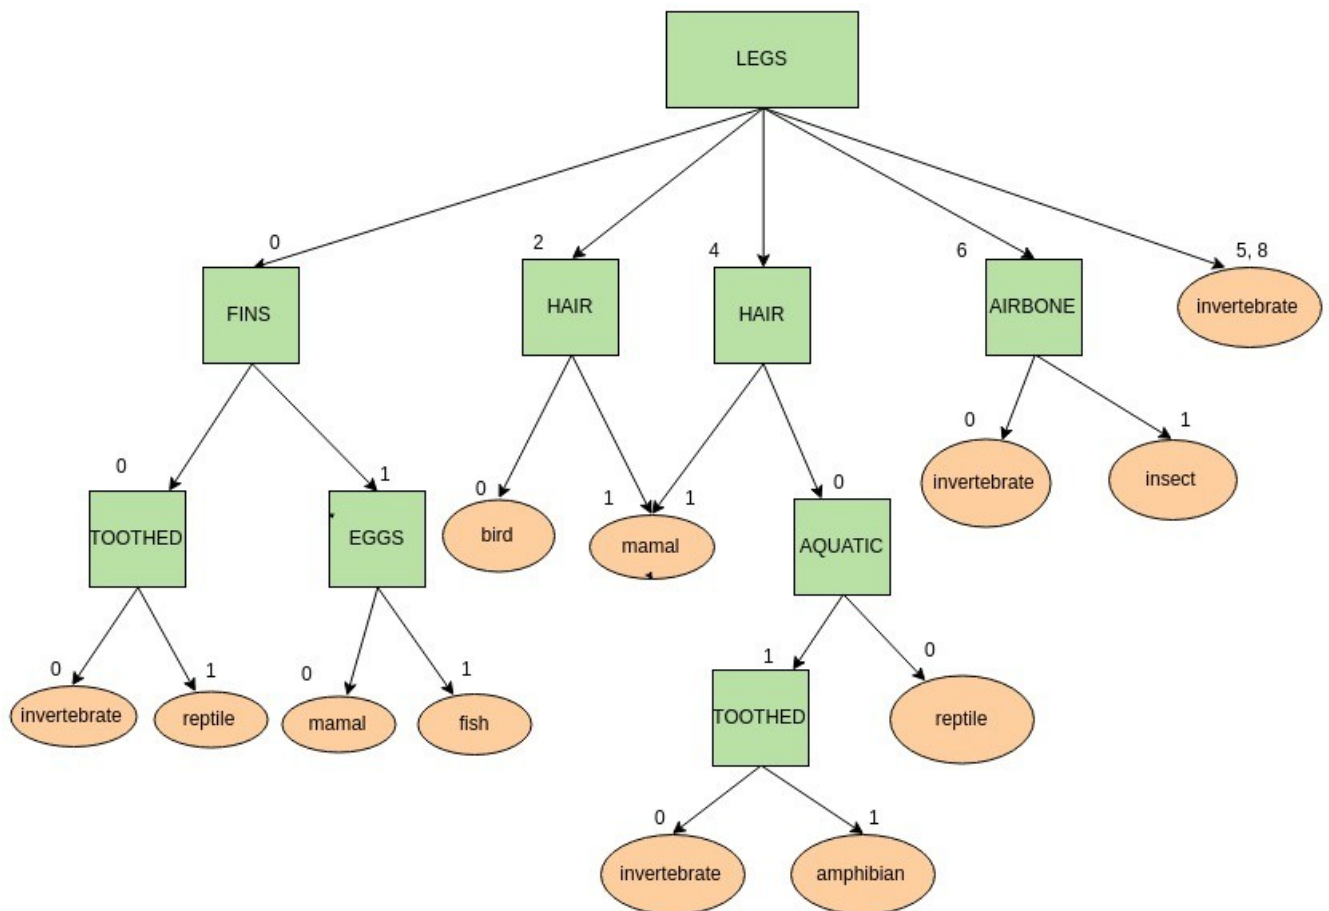 LEGS
0
2
4
6
5, 8
FINS
HAIR
HAIR
AIRBONE
invertebrate
0
1
0
1
1
0
0
1
TOOTHED
EGGS
bird
mamal
AQUATIC
invertebrate
insect
0
1
0
1
1
0
invertebrate
reptile
mamal
fish
TOOTHED
reptile
0
1
invertebrate
amphibian